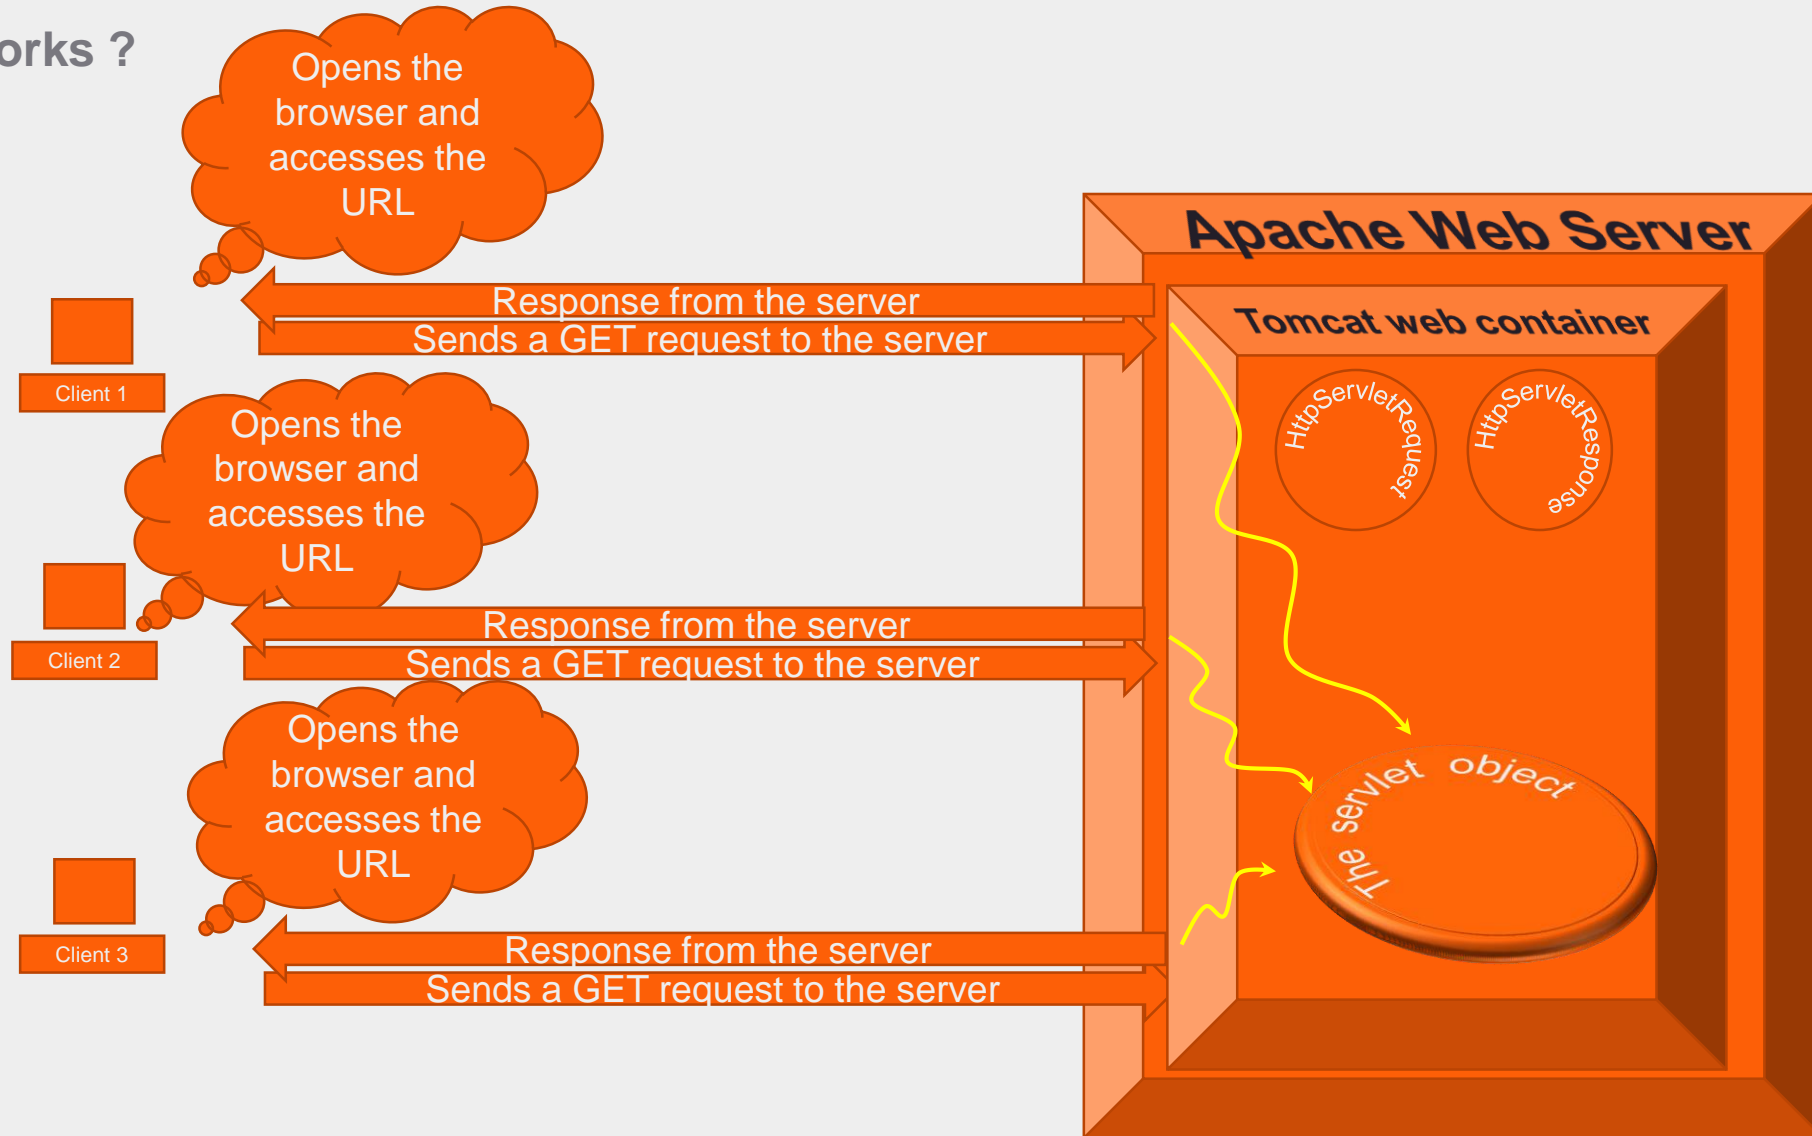 orks ?
Opens the
browser and
accesses the
URL
Apache Web Server
Response from the server
Tomcat web container
Sends a GET request to the server
Client 1
HttpServletRequest
HttpServletResponse
Opens the
browser and
accesses the
URL
Response from the server
Client 2
Sends a GET request to the server
Opens the
browser and
accesses the
URL
The servlet object
Client 3
Response from the server
Sends a GET request to the server